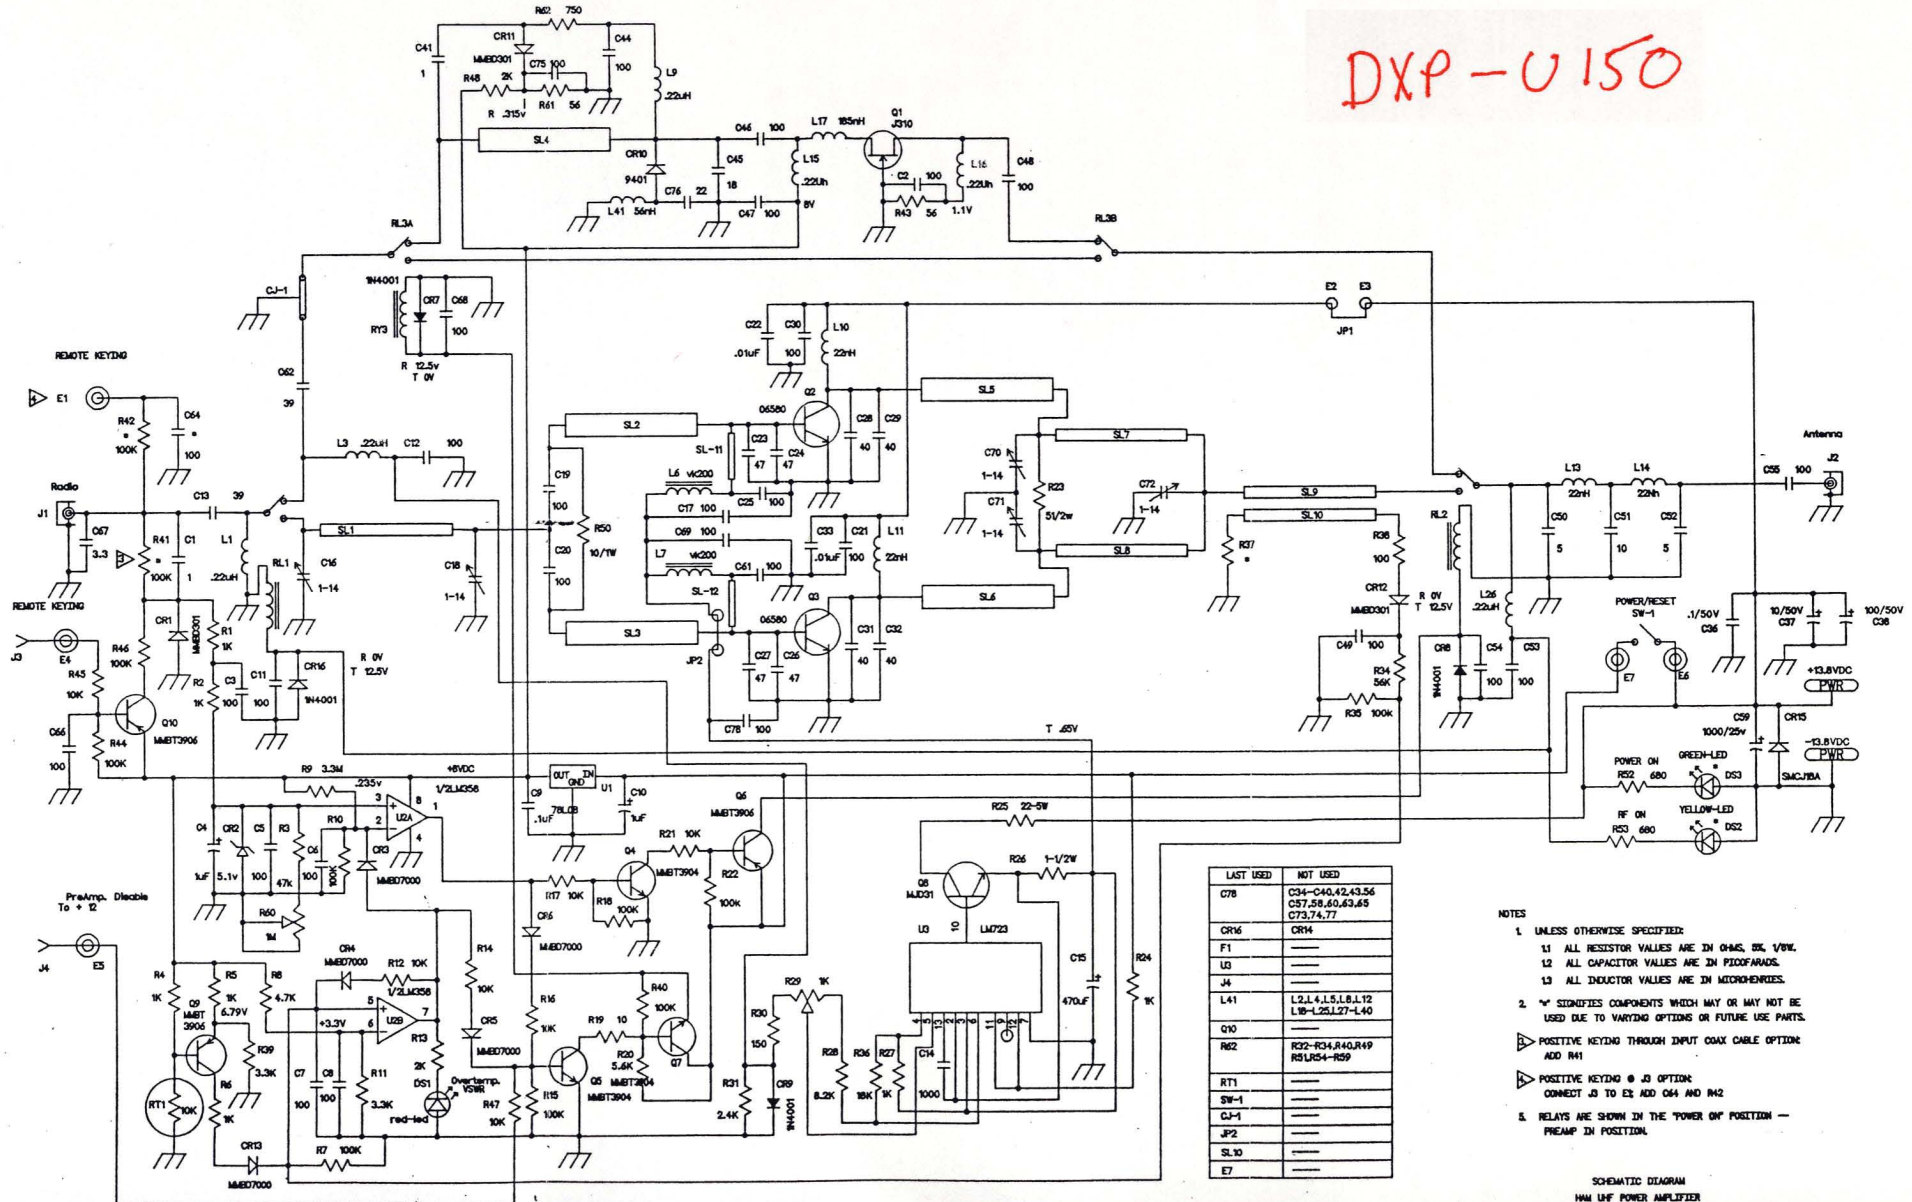 DXP-U150
R62 750
C41
1
CR11
MMBD301
C44
100
C75 100
R48
2K
R61 56
R .315v
L9
.22uH
SL4
C46 100
L17 185nH
Q1
J310
CR10
9401
C45
18
L15
.22Uh
C76 22
L41 56nH
C47 100
8V
C2 100
R43 56
L16
.22Uh
1.1V
C48
100
RL3A
RL3B
CJ-1
1N4001
CR7
C68
100
RY3
R 12.5v
T 0V
C62
39
E2 E3
JP1
C22
.01uF
C30
100
L10
22nH
REMOTE KEYING
4 E1
R42
*
100K
C64
*
100
L3 .22uH C12 100
Radio
J1
C67
3.3
C13 39
R41
*
100K
3
C1
1
L1
.22uH
RL1
SL1
C16
1-14
C18
1-14
SL2
Q2
06580
SL-11
C23
47
C24
47
C28
40
C29
40
SL5
C19
100
L6 vk200
C25 100
C17 100
R50
10/1W
C69 100
C20
100
L7 vk200
C61 100
C33
.01uF
C21
100
L11
22nH
SL-12
SL3
JP2
Q3
06580
C27
47
C26
47
C31
40
C32
40
SL6
C78 100
SL7
C70
1-14
C71
1-14
R23
51/2w
SL8
C72
1-14
SL9
SL10
R37
*
R38
100
CR12
MMBD301
R 0V
T 12.5V
C49 100
R34
56K
R35 100k
RL2
L13
22nH
L14
22Nh
C55 100
Antenna
J2
C50
5
C51
10
C52
5
L26
.22uH
CR8
1N4001
C54
100
C53
100
POWER/RESET
SW-1
E7
E6
.1/50V
C36
10/50V
C37
100/50V
C38
+13.8VDC
PWR
C59
1000/25v
CR15
SMCJ18A
-13.8VDC
PWR
POWER ON
R52 680
GREEN-LED
*
DS3
RF ON
R53 680
YELLOW-LED
*
DS2
REMOTE KEYING
J3
E4
R46
100K
R45
10K
CR1
MMBD301
R1
1K
R2
1K
C3
100
C11
100
CR16
1N4001
R 0V
T 12.5V
C66
100
R44
100K
Q10
MMBT3906
R9 3.3M
.235v
+8VDC
1/2LM358
3
2
8
1
4
U2A
C4
1uF
CR2
5.1v
C5
100
R3
47k
R10
C6
100
100K
CR3
MMBD7000
R60
1M
C9
.1uF
OUT IN
GND
U1
78L08
C10
1uF
R17 10K
Q4
MMBT3904
R18
100K
R21 10K
R22
100k
Q6
MMBT3906
CR6
MMBD7000
T .65V
R25 22-5W
Q8
MJD31
R26 1-1/2W
10
U3 LM723
C15
470uF
R24
1K
4 5 13 2 3 6 11 9 12 7
PreAmp. Disable
To + 12
J4
E5
R4
1K
Q9
MMBT
3906
R5
1K
6.79V
R8
4.7K
CR4
MMBD7000
R12 10K
1/2LM358
+3.3V
5
6
7
U2B
R14
10K
CR5
MMBD7000
R39
3.3K
R6
1K
RT1
10K
C7
100
C8
100
R11
3.3K
R13
2K
DS1
Overtemp.
VSWR
red-led
CR13
MMBD7000
R7 100K
R47
10K
R15
100K
R16
10K
Q5
MMBT3904
R19 10
R20
5.6K
R40
100K
MMBT3904
Q7
R30
150
R31
2.4K
CR9
1N4001
R29 1K
R28
8.2K
R36
18K
R27
1K
C14
1000
LAST USED NOT USED
C78 C34-C40,42,43,56
C57,58,60,63,65
C73,74,77
CR16 CR14
F1 ——
U3 ——
J4 ——
L41 L2,L4,L5,L8,L12
L18-L25,L27-L40
Q10 ——
R62 R32-R34,R40,R49
R51,R54-R59
RT1 ——
SW-1 ——
CJ-1 ——
JP2 ——
SL10 ——
E7 ——
NOTES
1. UNLESS OTHERWISE SPECIFIED:
1.1 ALL RESISTOR VALUES ARE IN OHMS, 5%, 1/8W.
1.2 ALL CAPACITOR VALUES ARE IN PICOFARADS.
1.3 ALL INDUCTOR VALUES ARE IN MICROHENRIES.
2. "*" SIGNIFIES COMPONENTS WHICH MAY OR MAY NOT BE
USED DUE TO VARYING OPTIONS OR FUTURE USE PARTS.
3 POSITIVE KEYING THROUGH INPUT COAX CABLE OPTION:
ADD R41
4 POSITIVE KEYING @ J3 OPTION:
CONNECT J3 TO E1; ADD C64 AND R42
5. RELAYS ARE SHOWN IN THE "POWER ON" POSITION —
PREAMP IN POSITION.
SCHEMATIC DIAGRAM
HAM UHF POWER AMPLIFIER